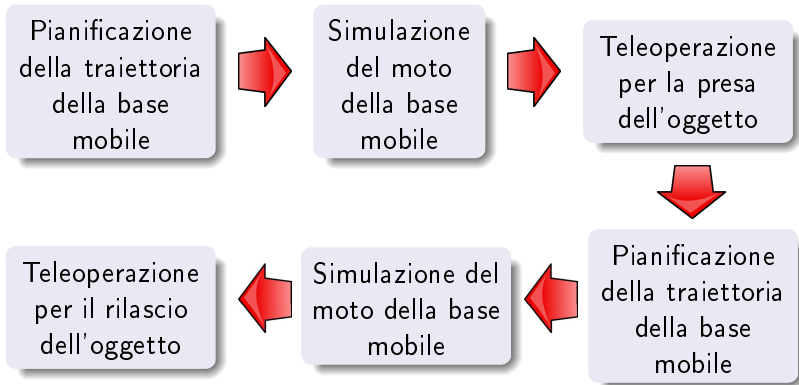 Pianificazione
della traiettoria
della base
mobile
Simulazione
del moto
della base
mobile
Teleoperazione
per la presa
dell'oggetto
Pianificazione
della traiettoria
della base
mobile
Simulazione del
moto della base
mobile
Teleoperazione
per il rilascio
dell'oggetto